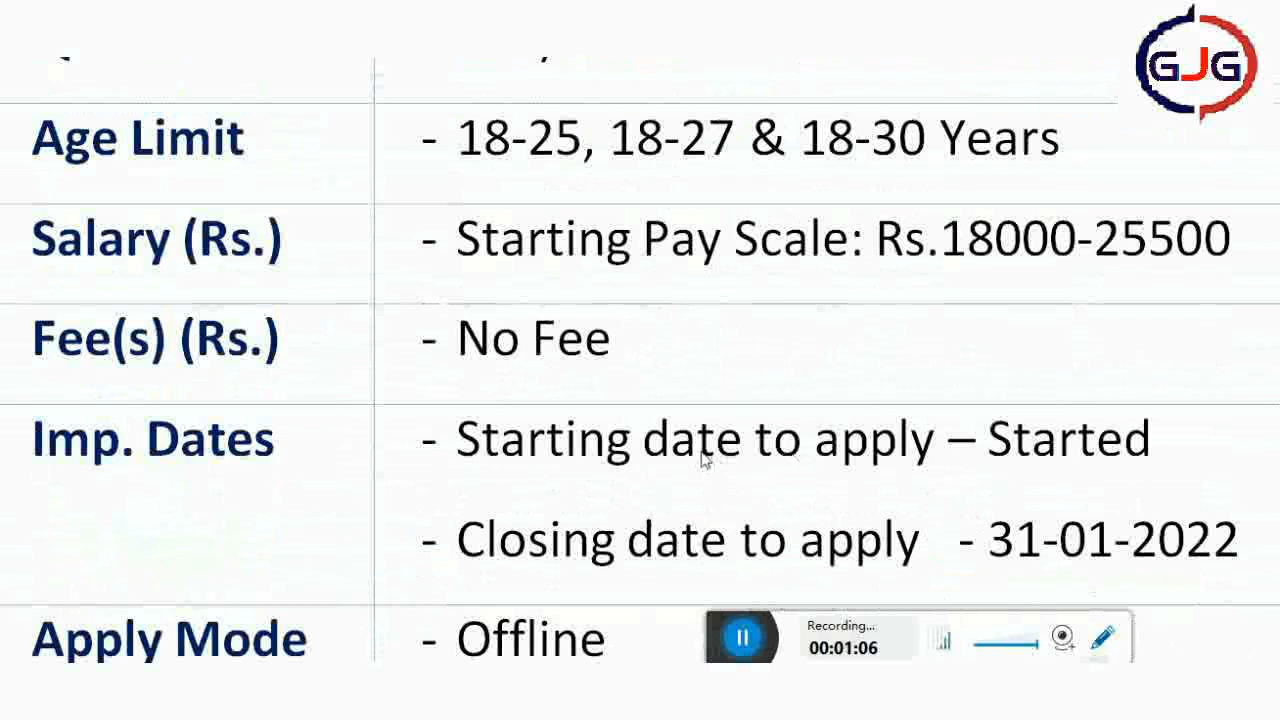 GJG
Age Limit - 18-25, 18-27 & 18-30 Years
Salary (Rs.) - Starting Pay Scale: Rs.18000-25500
Fee(s) (Rs.) - No Fee
Imp. Dates - Starting date to apply – Started
- Closing date to apply - 31-01-2022
Apply Mode - Offline
Recording...
00:01:06